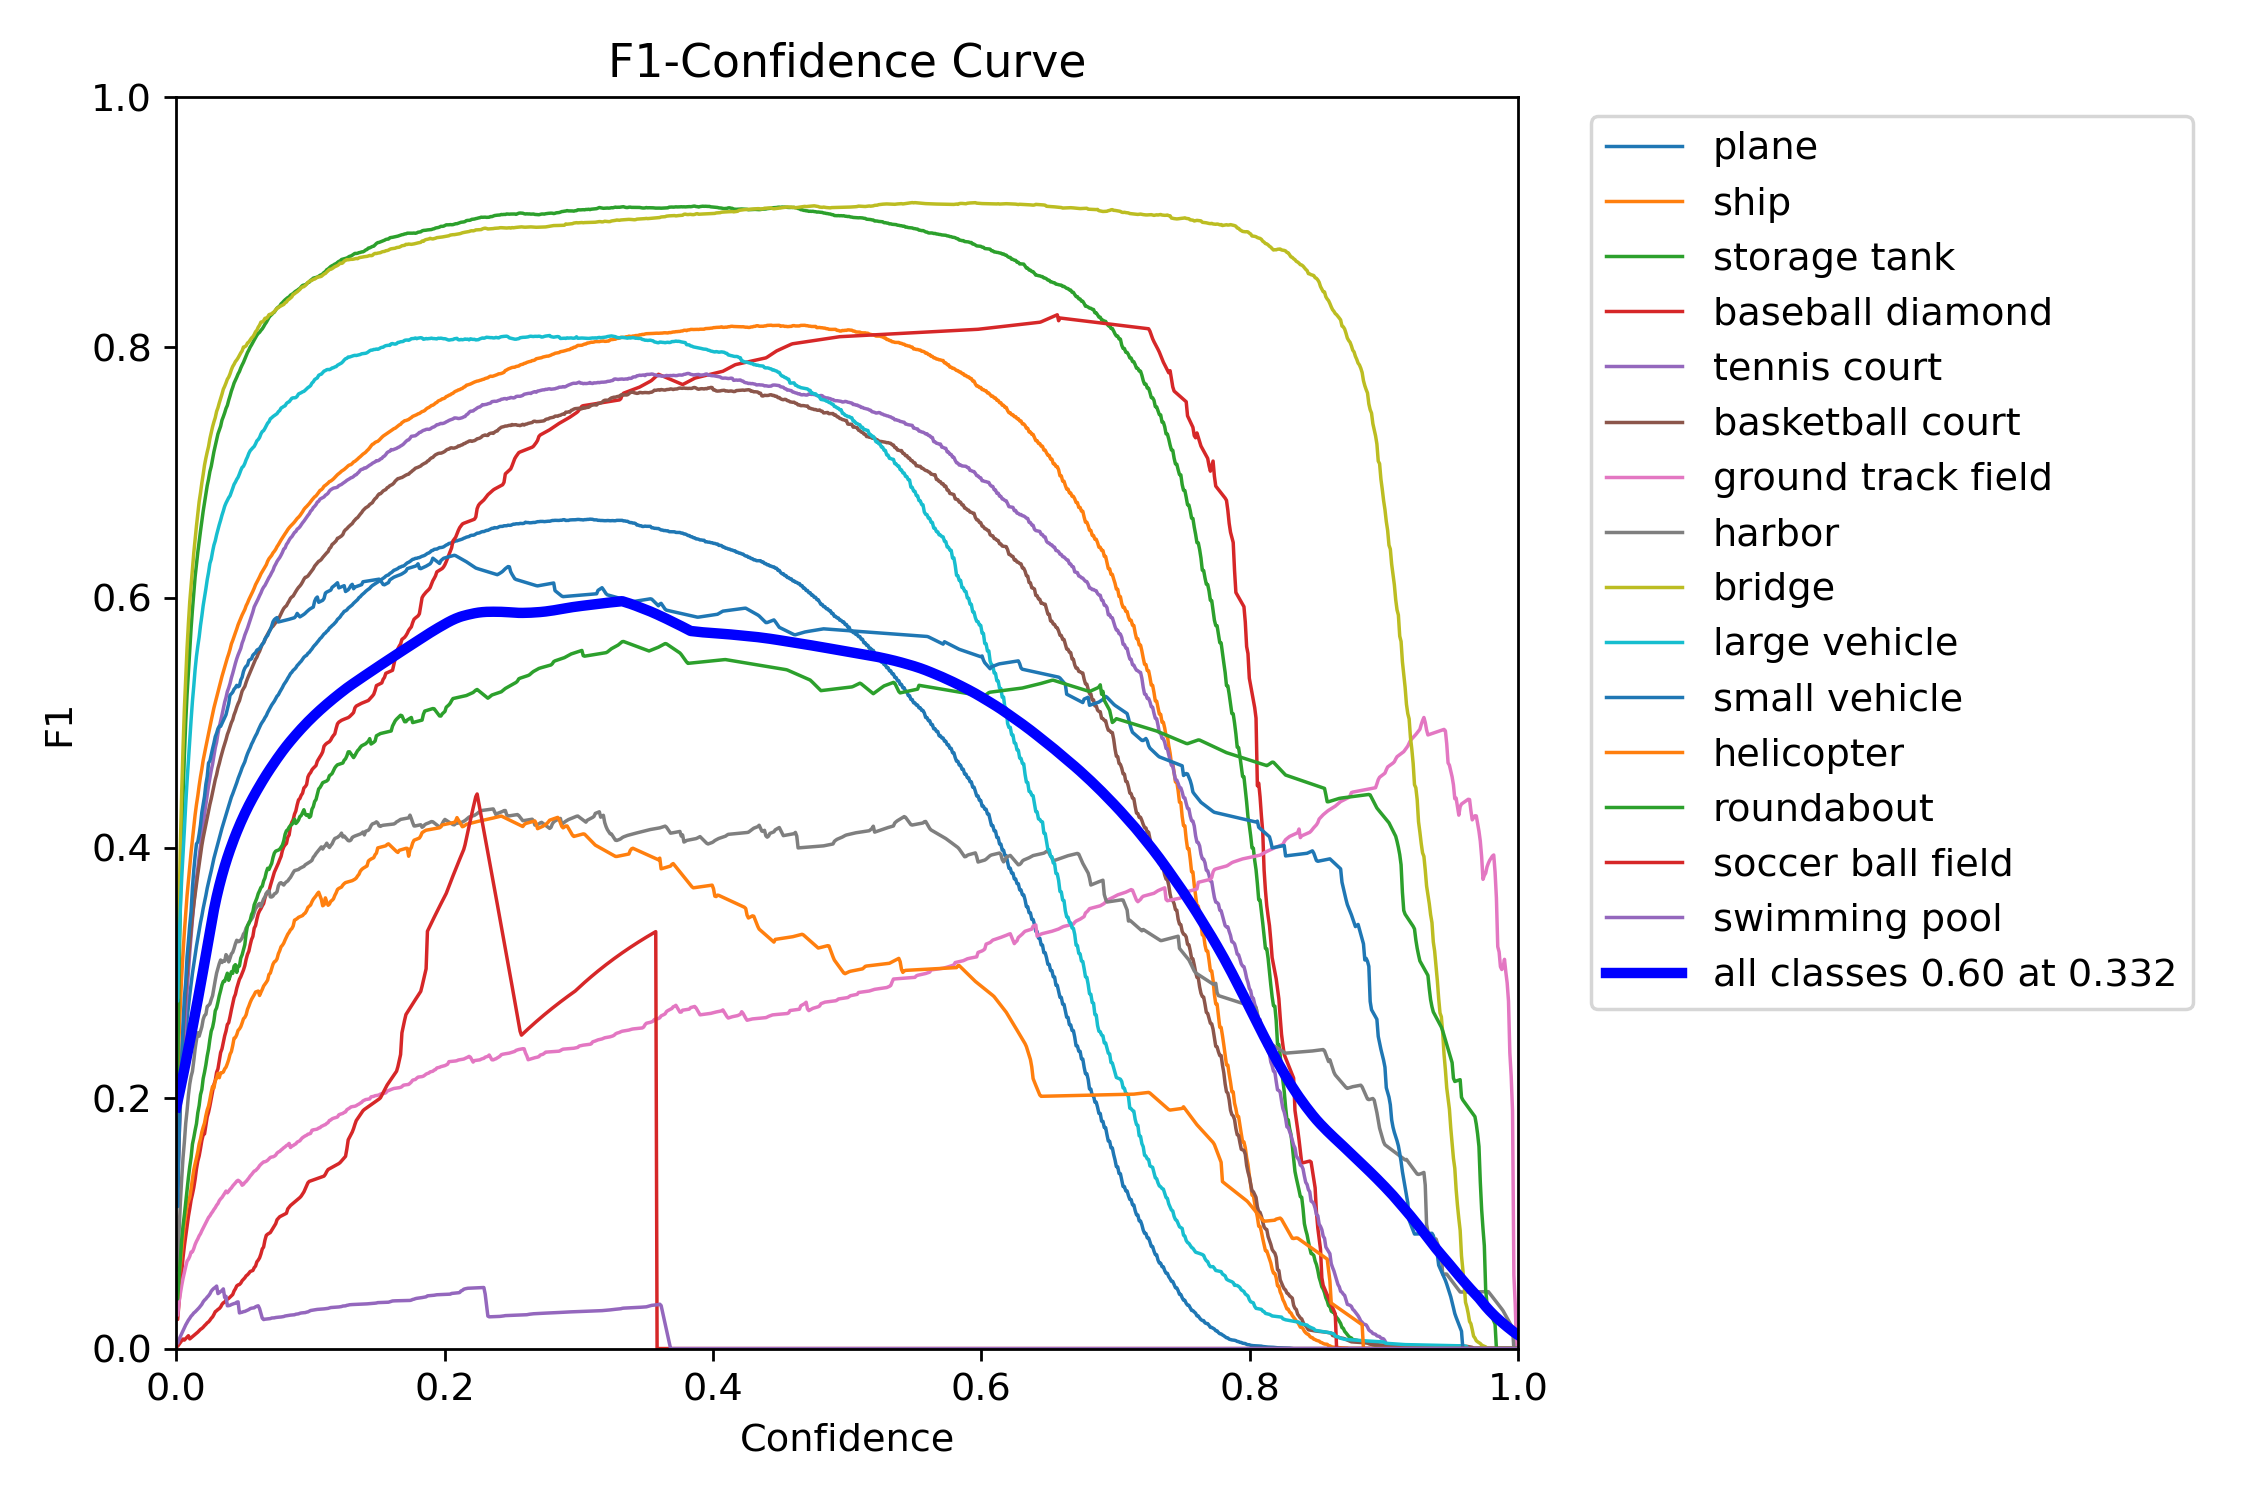 F1-Confidence Curve
1.0
0.8
0.6
0.4
0.2
0.0
F1
0.0 0.2 0.4 0.6 0.8 1.0
Confidence
plane
ship
storage tank
baseball diamond
tennis court
basketball court
ground track field
harbor
bridge
large vehicle
small vehicle
helicopter
roundabout
soccer ball field
swimming pool
all classes 0.60 at 0.332